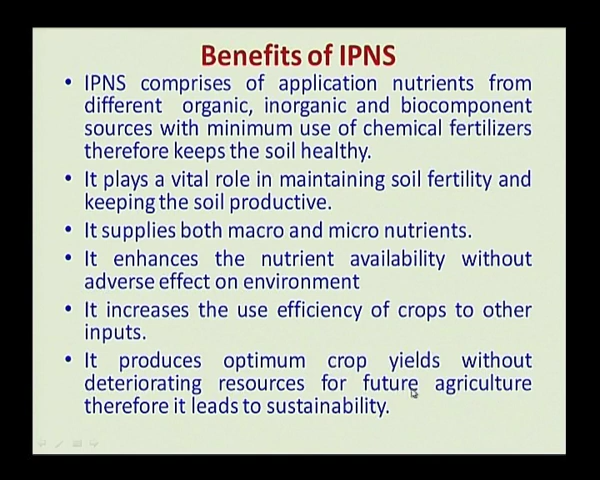 Benefits of IPNS
• IPNS comprises of application nutrients from
different organic, inorganic and biocomponent
sources with minimum use of chemical fertilizers
therefore keeps the soil healthy.
• It plays a vital role in maintaining soil fertility and
keeping the soil productive.
• It supplies both macro and micro nutrients.
• It enhances the nutrient availability without
adverse effect on environment
• It increases the use efficiency of crops to other
inputs.
• It produces optimum crop yields without
deteriorating resources for future agriculture
therefore it leads to sustainability.